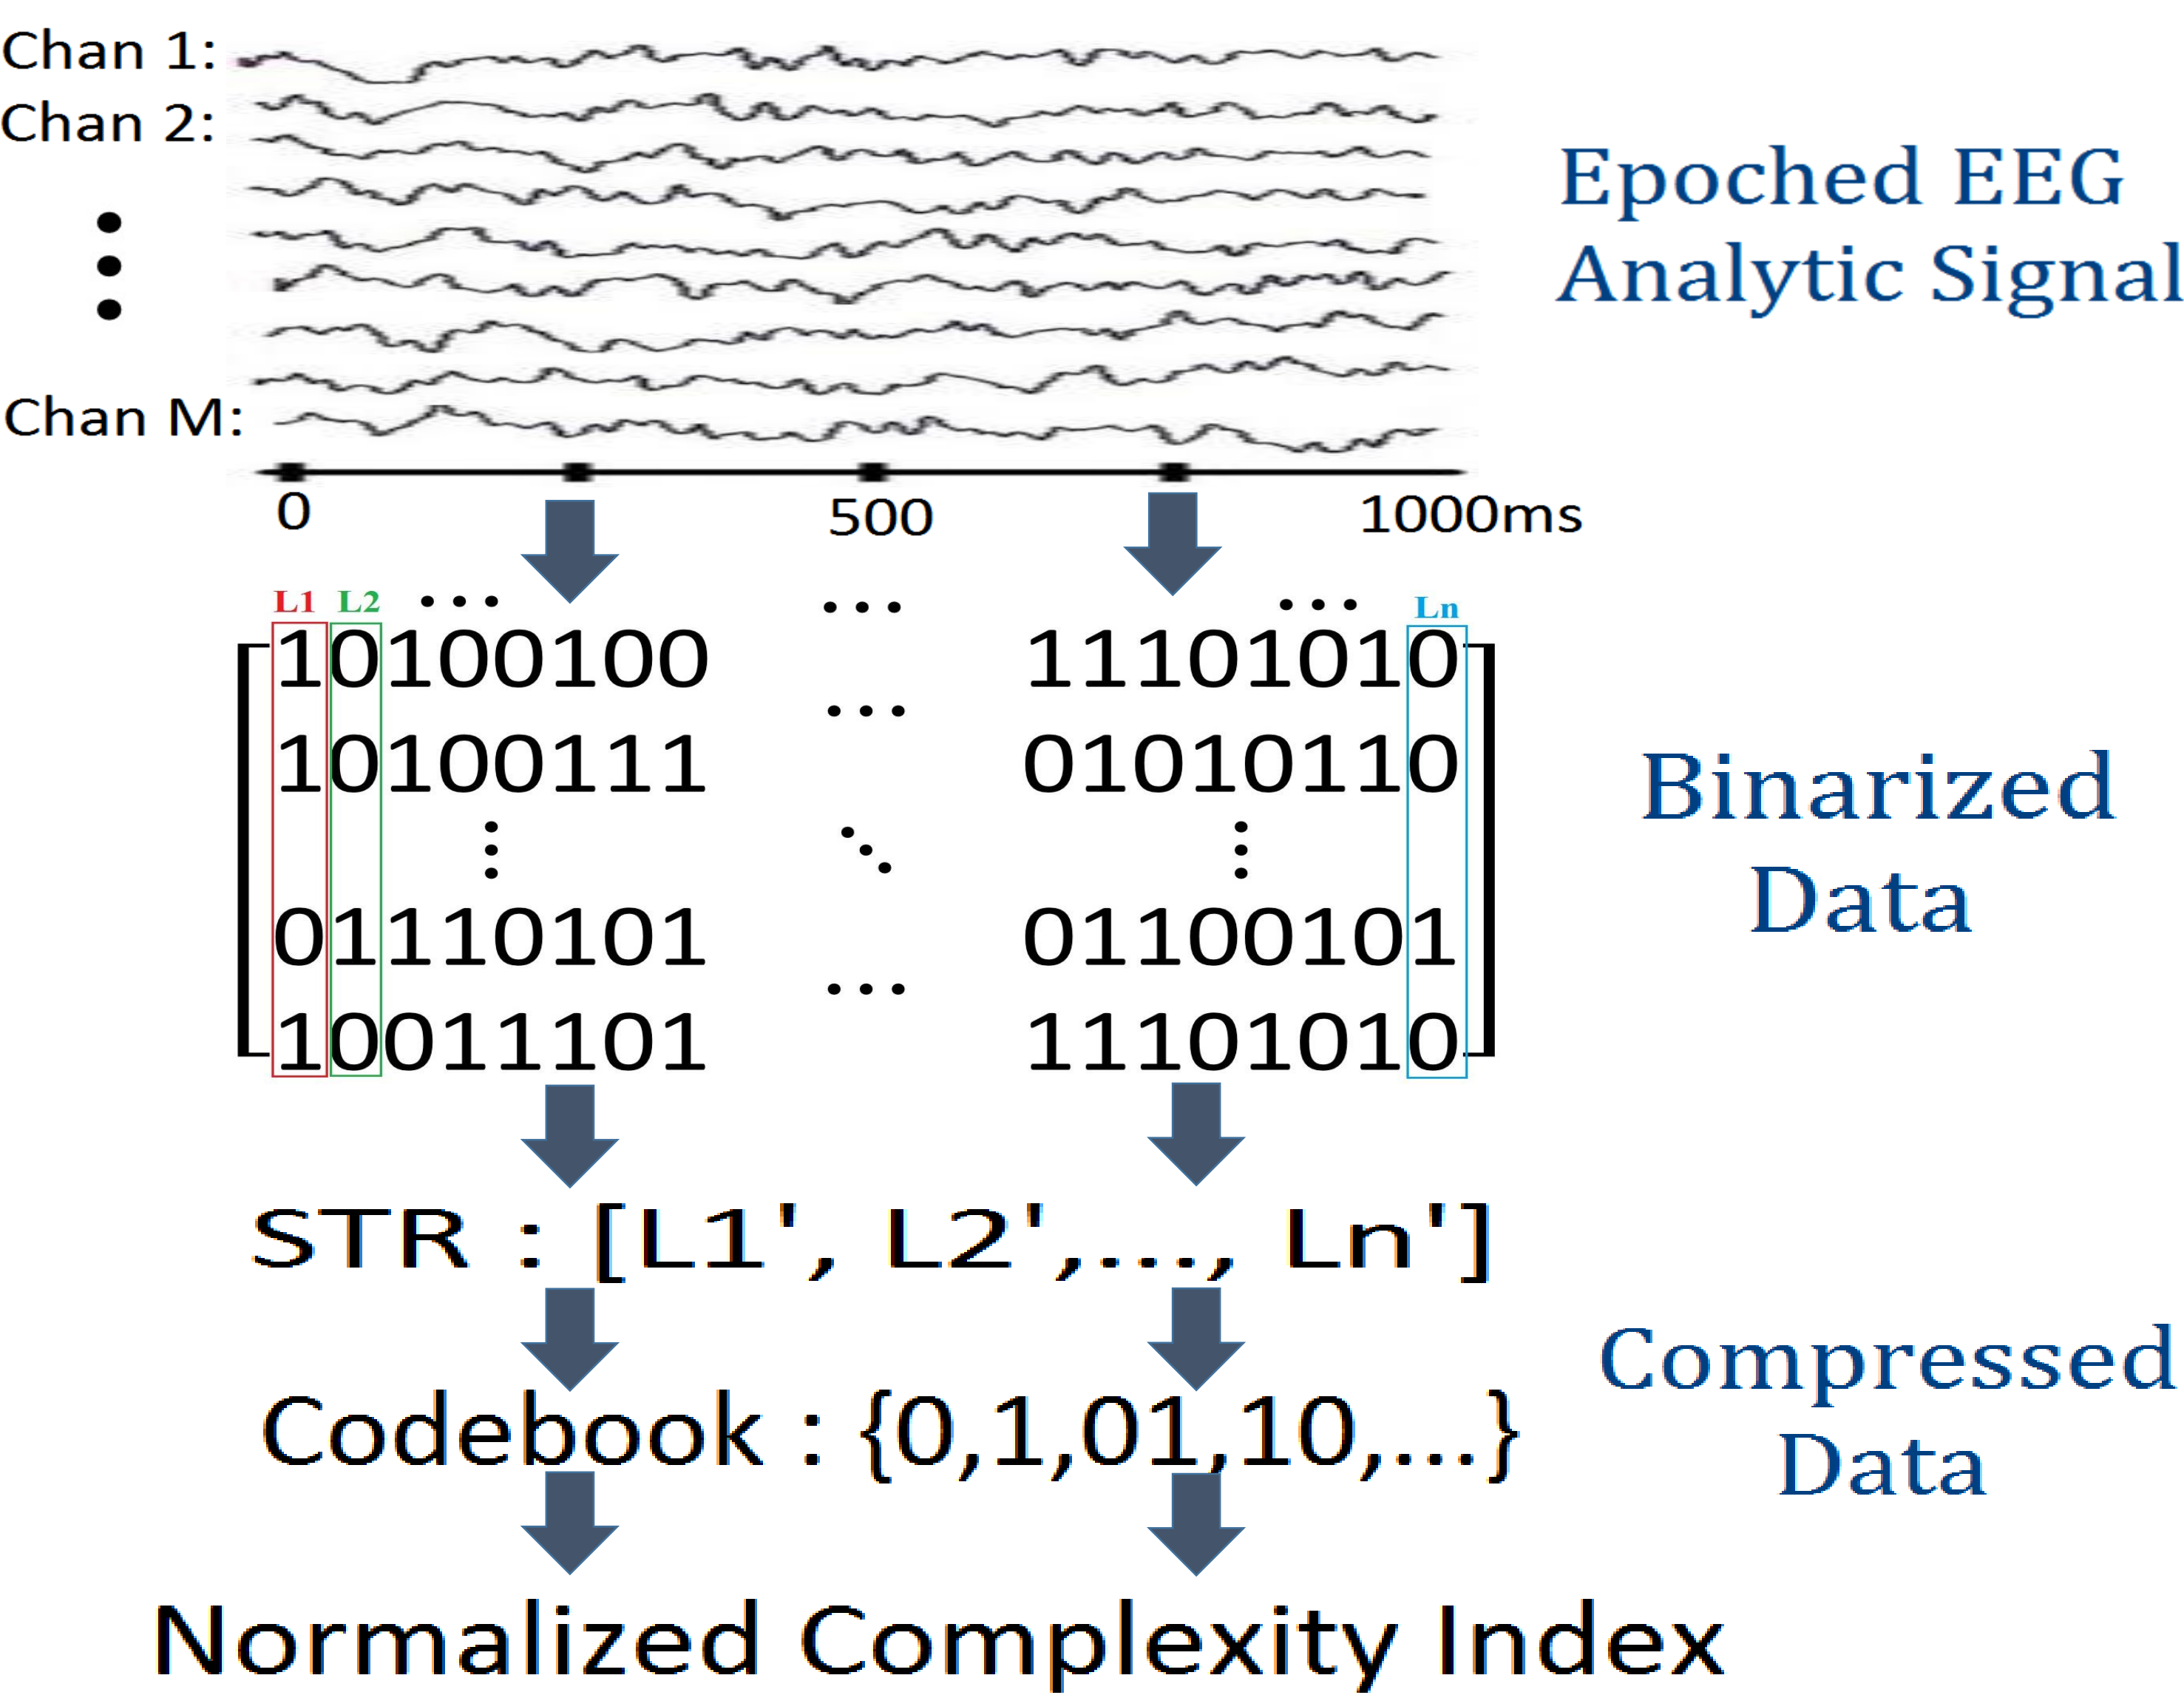 Chan 1:
Chan 2:
Epoched EEG
Analytic Signal
Chan M:
0 500 1000ms
L1 L2 ... ... ... Ln
10100100 ... 11101010
10100111 ... 01010110
Binarized
Data
01110101 01100101
10011101 ... 11101010
STR : [L1', L2',..., Ln']
Compressed
Data
Codebook : {0,1,01,10,...}
Normalized Complexity Index